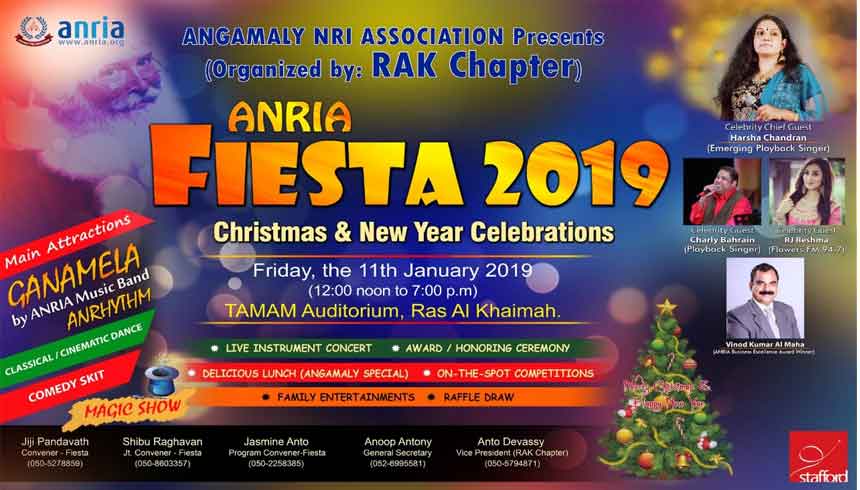 anria
www.anria.org
ANGAMALY NRI ASSOCIATION Presents
(Organized by: RAK Chapter)
ANRIA
FIESTA 2019
Christmas & New Year Celebrations
Friday, the 11th January 2019
(12:00 noon to 7:00 p.m)
TAMAM Auditorium, Ras Al Khaimah.
Celebrity Chief Guest
Harsha Chandran
(Emerging Playback Singer)
Celebrity Guest
Charly Bahrain
(Playback Singer)
Celebrity Guest
RJ Reshma
(Flowers FM 94-7)
Vinod Kumar Al Maha
(ANRIA Business Excellence Award Winner)
Main Attractions
GANAMELA
by ANRIA Music Band
ANRHYTHM
CLASSICAL / CINEMATIC DANCE
COMEDY SKIT
MAGIC SHOW
LIVE INSTRUMENT CONCERT
AWARD / HONORING CEREMONY
DELICIOUS LUNCH (ANGAMALY SPECIAL)
ON-THE-SPOT COMPETITIONS
FAMILY ENTERTAINMENTS
RAFFLE DRAW
Merry Christmas &
Happy New Year
Jiji Pandavath
Convener - Fiesta
(050-5278859)
Shibu Raghavan
Jt. Convener - Fiesta
(050-8603357)
Jasmine Anto
Program Convener-Fiesta
(050-2258385)
Anoop Antony
General Secretary
(052-6995581)
Anto Devassy
Vice President (RAK Chapter)
(050-5794871)
stafford